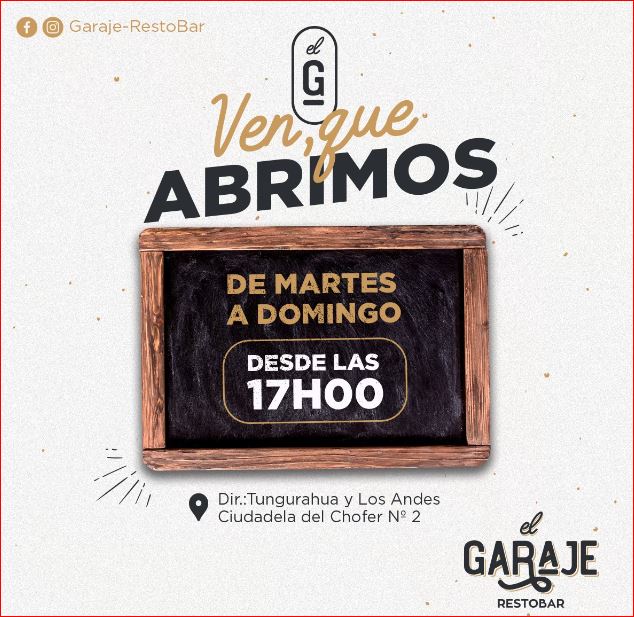 Garaje-RestoBar
el
G
Ven, que
ABRIMOS
DE MARTES
A DOMINGO
DESDE LAS
17H00
Dir.:Tungurahua y Los Andes
Ciudadela del Chofer Nº 2
el
GARAJE
RESTOBAR